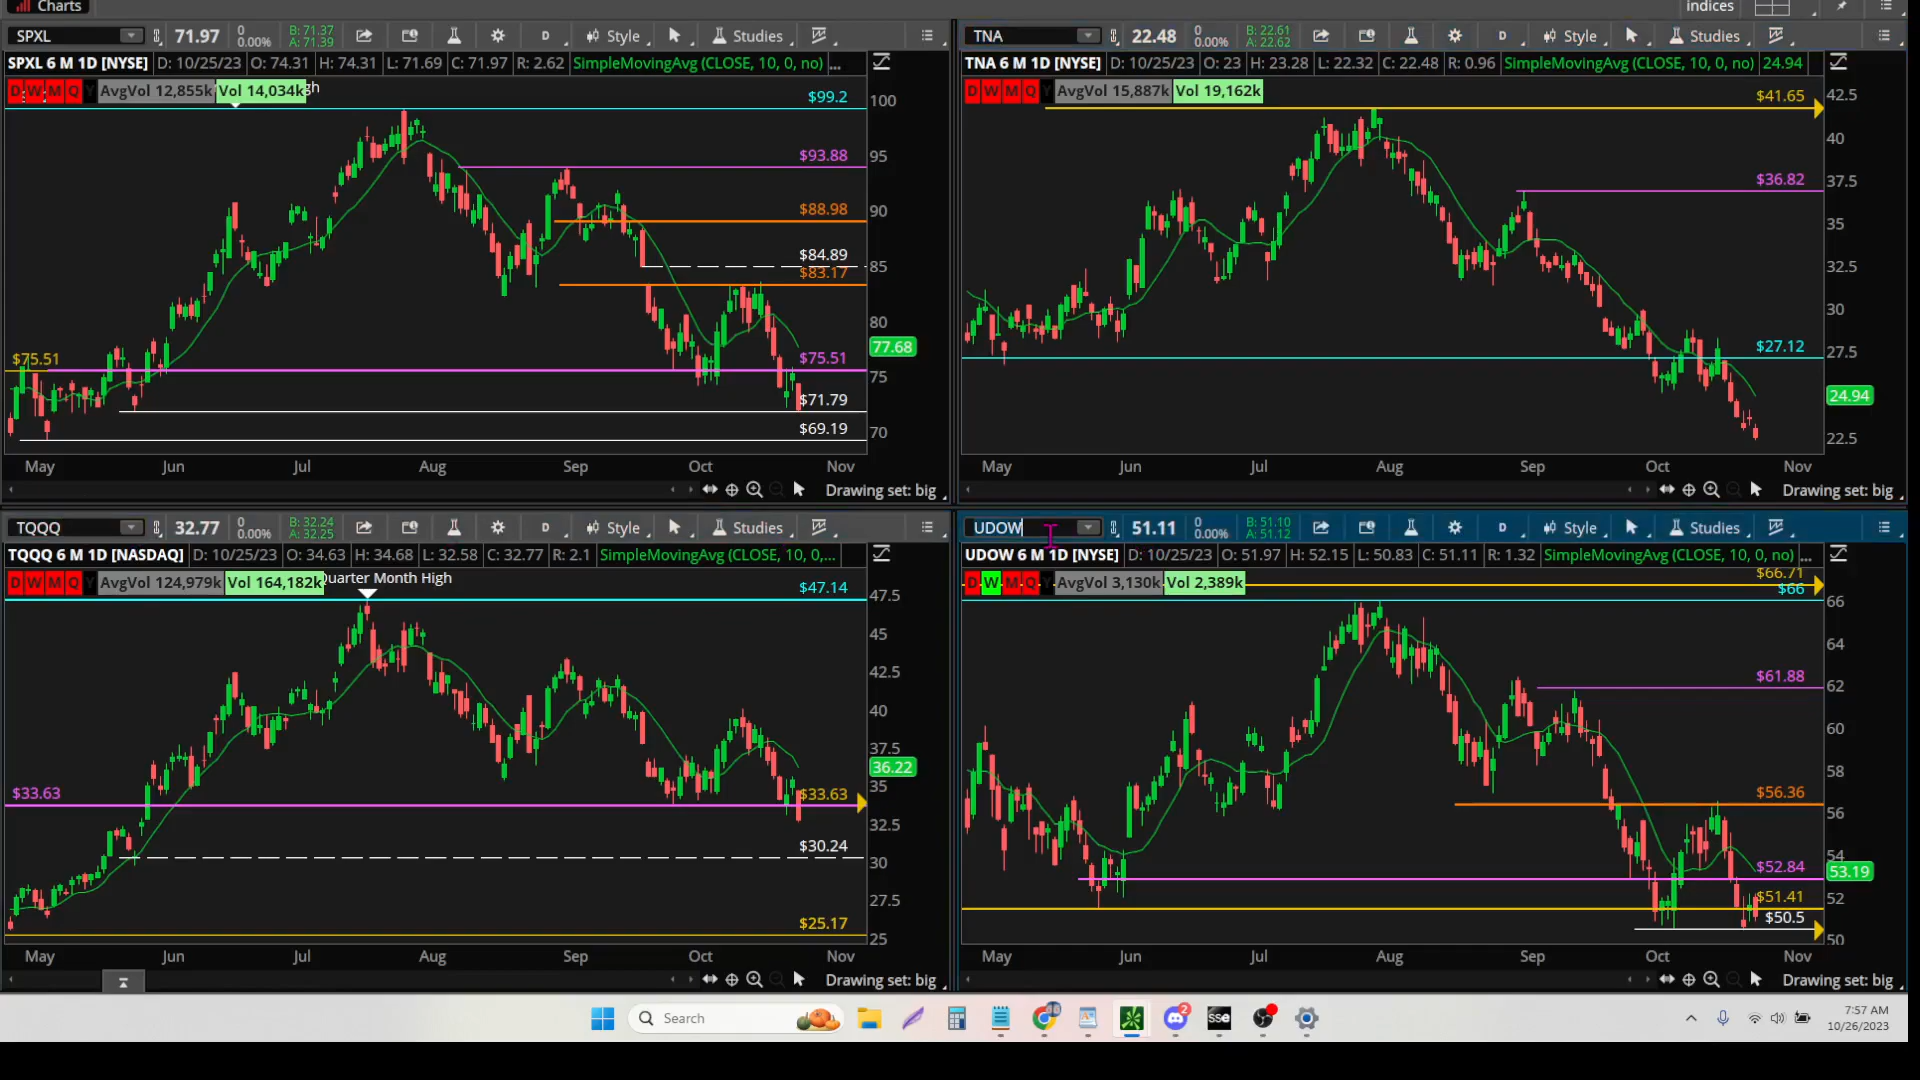 Charts
indices
SPXL 71.97 0 0.00% B: 71.37 A: 71.39 D Style Studies
SPXL 6 M 1D [NYSE] D: 10/25/23 O: 74.31 H: 74.31 L: 71.69 C: 71.97 R: 2.62 SimpleMovingAvg (CLOSE, 10, 0, no) ...
D W M Q Y AvgVol 12,855k Vol 14,034k gh
$99.2
$93.88
$88.98
$84.89
$83.17
$75.51 $75.51
$71.79
$69.19
100
95
90
85
80
77.68
75
70
May Jun Jul Aug Sep Oct Nov
Drawing set: big
TNA 22.48 0 0.00% B: 22.61 A: 22.62 D Style Studies
TNA 6 M 1D [NYSE] D: 10/25/23 O: 23 H: 23.28 L: 22.32 C: 22.48 R: 0.96 SimpleMovingAvg (CLOSE, 10, 0, no) 24.94
D W M Q Y AvgVol 15,887k Vol 19,162k
$41.65
$36.82
$27.12
42.5
40
37.5
35
32.5
30
27.5
24.94
22.5
May Jun Jul Aug Sep Oct Nov
Drawing set: big
TQQQ 32.77 0 0.00% B: 32.24 A: 32.25 D Style Studies
TQQQ 6 M 1D [NASDAQ] D: 10/25/23 O: 34.63 H: 34.68 L: 32.58 C: 32.77 R: 2.1 SimpleMovingAvg (CLOSE, 10, 0,...
D W M Q Y AvgVol 124,979k Vol 164,182k Quarter Month High
$47.14
$33.63 $33.63
$30.24
$25.17
47.5
45
42.5
40
37.5
36.22
35
32.5
30
27.5
25
May Jun Jul Aug Sep Oct Nov
Drawing set: big
UDOW 51.11 0 0.00% B: 51.10 A: 51.12 D Style Studies
UDOW 6 M 1D [NYSE] D: 10/25/23 O: 51.97 H: 52.15 L: 50.83 C: 51.11 R: 1.32 SimpleMovingAvg (CLOSE, 10, 0, no) ...
D W M Q Y AvgVol 3,130k Vol 2,389k
$66.71
$66
$61.88
$56.36
$52.84
$51.41
$50.5
66
64
62
60
58
56
54
53.19
52
50
May Jun Jul Aug Sep Oct Nov
Drawing set: big
Search
2
sse
7:57 AM
10/26/2023